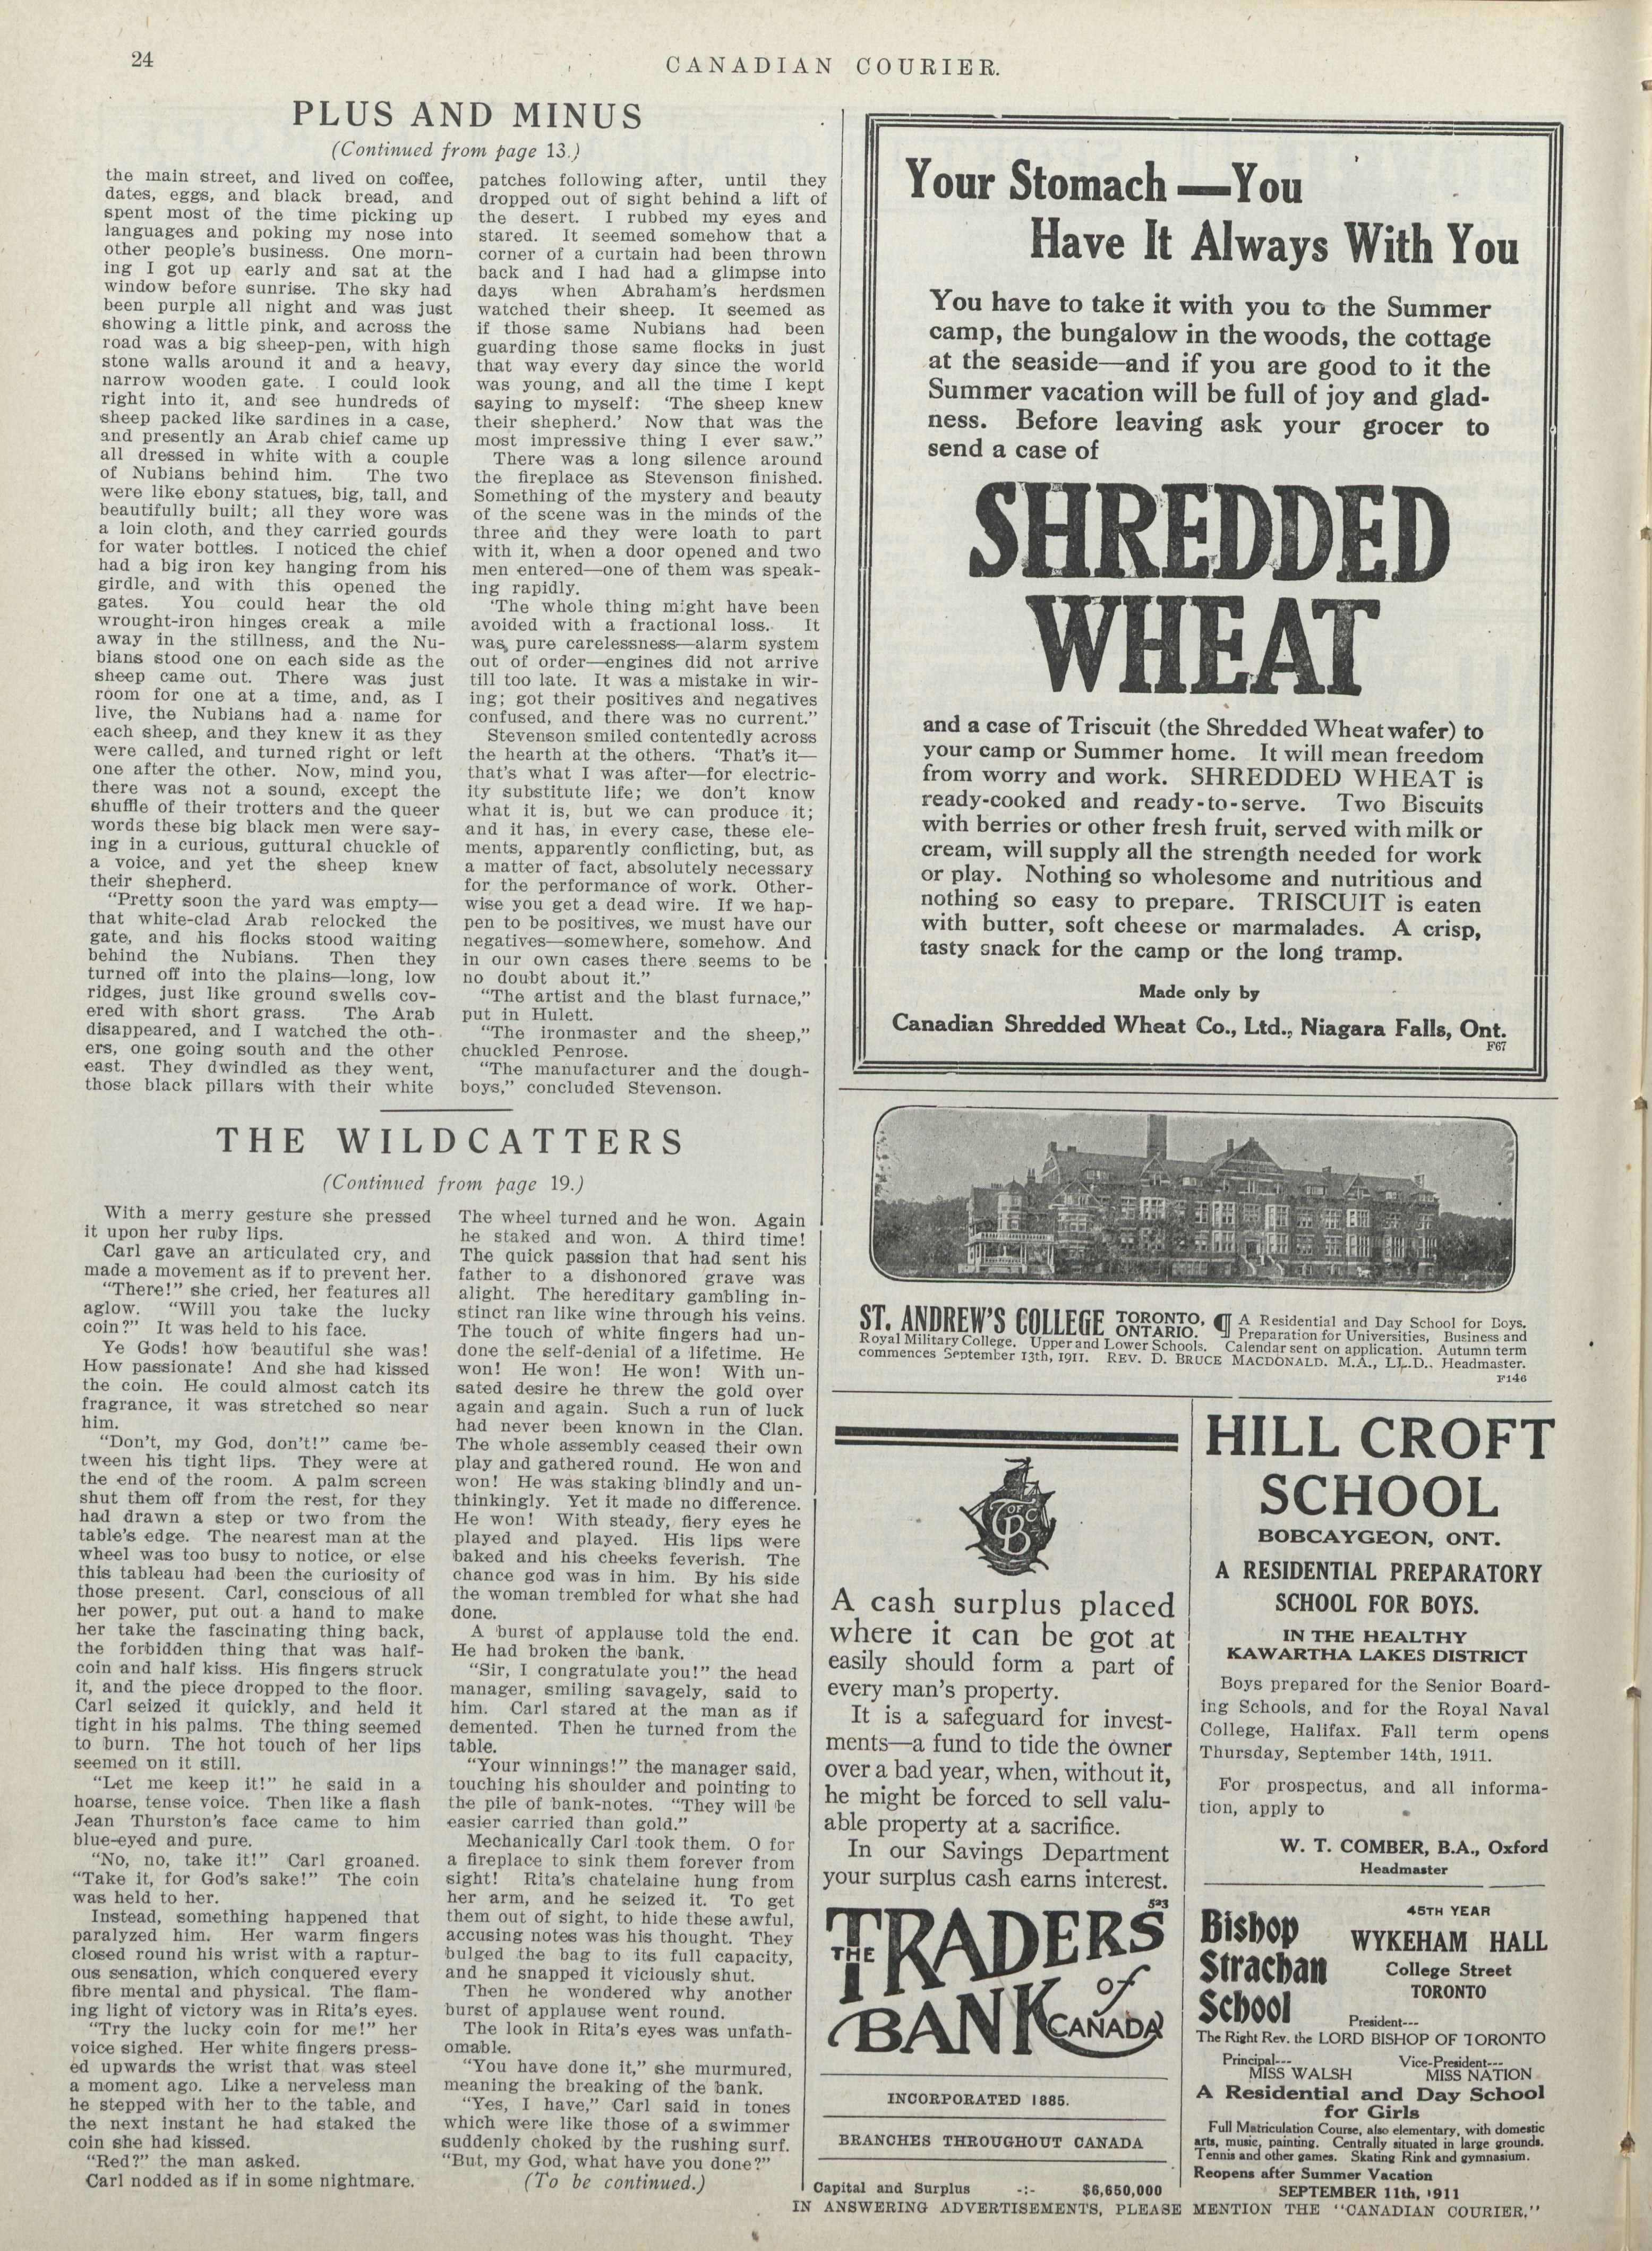 24
CANADIAN COURIER.
PLUS AND MINUS
(Continued from page 13.)
the main street, and lived on coffee,
dates, eggs, and black bread, and
spent most of the time picking up
languages and poking my nose into
other people's business. One morn-
ing I got up early and sat at the
window before sunrise. The sky had
been purple all night and was just
showing a little pink, and across the
road was a big sheep-pen, with high
stone walls around it and a heavy,
narrow wooden gate. I could look
right into it, and see hundreds of
sheep packed like sardines in a case,
and presently an Arab chief came up
all dressed in white with a couple
of Nubians behind him. The two
were like ebony statues, big, tall, and
beautifully built; all they wore was
a loin cloth, and they carried gourds
for water bottles. I noticed the chief
had a big iron key hanging from his
girdle, and with this opened the
gates. You could hear the old
wrought-iron hinges creak a mile
away in the stillness, and the Nu-
bians stood one on each side as the
sheep came out. There was just
room for one at a time, and, as I
live, the Nubians had a name for
each sheep, and they knew it as they
were called, and turned right or left
one after the other. Now, mind you,
there was not a sound, except the
shuffle of their trotters and the queer
words these big black men were say-
ing in a curious, guttural chuckle of
a voice, and yet the sheep knew
their shepherd.
"Pretty soon the yard was empty—
that white-clad Arab relocked the
gate, and his flocks stood waiting
behind the Nubians. Then they
turned off into the plains—long, low
ridges, just like ground swells cov-
ered with short grass. The Arab
disappeared, and I watched the oth-
ers, one going south and the other
east. They dwindled as they went,
those black pillars with their white
patches following after, until they
dropped out of sight behind a lift of
the desert. I rubbed my eyes and
stared. It seemed somehow that a
corner of a curtain had been thrown
back and I had had a glimpse into
days when Abraham's herdsmen
watched their sheep. It seemed as
if those same Nubians had been
guarding those same flocks in just
that way every day since the world
was young, and all the time I kept
saying to myself: 'The sheep knew
their shepherd.' Now that was the
most impressive thing I ever saw."
There was a long silence around
the fireplace as Stevenson finished.
Something of the mystery and beauty
of the scene was in the minds of the
three and they were loath to part
with it, when a door opened and two
men entered—one of them was speak-
ing rapidly.
'The whole thing might have been
avoided with a fractional loss. It
was pure carelessness—alarm system
out of order—engines did not arrive
till too late. It was a mistake in wir-
ing; got their positives and negatives
confused, and there was no current."
Stevenson smiled contentedly across
the hearth at the others. 'That's it—
that's what I was after—for electric-
ity substitute life; we don't know
what it is, but we can produce it;
and it has, in every case, these ele-
ments, apparently conflicting, but, as
a matter of fact, absolutely necessary
for the performance of work. Other-
wise you get a dead wire. If we hap-
pen to be positives, we must have our
negatives—somewhere, somehow. And
in our own cases there seems to be
no doubt about it."
"The artist and the blast furnace,"
put in Hulett.
"The ironmaster and the sheep,"
chuckled Penrose.
"The manufacturer and the dough-
boys," concluded Stevenson.
THE WILDCATTERS
(Continued from page 19.)
With a merry gesture she pressed
it upon her ruby lips.
Carl gave an articulated cry, and
made a movement as if to prevent her.
"There!" she cried, her features all
aglow. "Will you take the lucky
coin?" It was held to his face.
Ye Gods! how beautiful she was!
How passionate! And she had kissed
the coin. He could almost catch its
fragrance, it was stretched so near
him.
"Don't, my God, don't!" came be-
tween his tight lips. They were at
the end of the room. A palm screen
shut them off from the rest, for they
had drawn a step or two from the
table's edge. The nearest man at the
wheel was too busy to notice, or else
this tableau had been the curiosity of
those present. Carl, conscious of all
her power, put out a hand to make
her take the fascinating thing back,
the forbidden thing that was half-
coin and half kiss. His fingers struck
it, and the piece dropped to the floor.
Carl seized it quickly, and held it
tight in his palms. The thing seemed
to burn. The hot touch of her lips
seemed on it still.
"Let me keep it!" he said in a
hoarse, tense voice. Then like a flash
Jean Thurston's face came to him
blue-eyed and pure.
"No, no, take it!" Carl groaned.
"Take it, for God's sake!" The coin
was held to her.
Instead, something happened that
paralyzed him. Her warm fingers
closed round his wrist with a raptur-
ous sensation, which conquered every
fibre mental and physical. The flam-
ing light of victory was in Rita's eyes.
"Try the lucky coin for me!" her
voice sighed. Her white fingers press-
ed upwards the wrist that was steel
a moment ago. Like a nerveless man
he stepped with her to the table, and
the next instant he had staked the
coin she had kissed.
"Red?" the man asked.
Carl nodded as if in some nightmare.
The wheel turned and he won. Again
he staked and won. A third time!
The quick passion that had sent his
father to a dishonored grave was
alight. The hereditary gambling in-
stinct ran like wine through his veins.
The touch of white fingers had un-
done the self-denial of a lifetime. He
won! He won! He won! With un-
sated desire he threw the gold over
again and again. Such a run of luck
had never been known in the Clan.
The whole assembly ceased their own
play and gathered round. He won and
won! He was staking blindly and un-
thinkingly. Yet it made no difference.
He won! With steady, fiery eyes he
played and played. His lips were
baked and his cheeks feverish. The
chance god was in him. By his side
the woman trembled for what she had
done.
A burst of applause told the end.
He had broken the bank.
"Sir, I congratulate you!" the head
manager, smiling savagely, said to
him. Carl stared at the man as if
demented. Then he turned from the
table.
"Your winnings!" the manager said,
touching his shoulder and pointing to
the pile of bank-notes. "They will be
easier carried than gold."
Mechanically Carl took them. O for
a fireplace to sink them forever from
sight! Rita's chatelaine hung from
her arm, and he seized it. To get
them out of sight, to hide these awful,
accusing notes was his thought. They
bulged the bag to its full capacity,
and he snapped it viciously shut.
Then he wondered why another
burst of applause went round.
The look in Rita's eyes was unfath-
omable.
"You have done it," she murmured,
meaning the breaking of the bank.
"Yes, I have," Carl said in tones
which were like those of a swimmer
suddenly choked by the rushing surf.
"But, my God, what have you done?"
(To be continued.)
Your Stomach—You
Have It Always With You
You have to take it with you to the Summer
camp, the bungalow in the woods, the cottage
at the seaside—and if you are good to it the
Summer vacation will be full of joy and glad-
ness. Before leaving ask your grocer to
send a case of
SHREDDED
WHEAT
and a case of Triscuit (the Shredded Wheat wafer) to
your camp or Summer home. It will mean freedom
from worry and work. SHREDDED WHEAT is
ready-cooked and ready-to-serve. Two Biscuits
with berries or other fresh fruit, served with milk or
cream, will supply all the strength needed for work
or play. Nothing so wholesome and nutritious and
nothing so easy to prepare. TRISCUIT is eaten
with butter, soft cheese or marmalades. A crisp,
tasty snack for the camp or the long tramp.
Made only by
Canadian Shredded Wheat Co., Ltd., Niagara Falls, Ont.
F67
ST. ANDREW'S COLLEGE TORONTO, ONTARIO. ¶ A Residential and Day School for Boys.
Preparation for Universities, Business and
Royal Military College. Upper and Lower Schools. Calendar sent on application. Autumn term
commences September 13th, 1911. REV. D. BRUCE MACDONALD. M.A., LL.D., Headmaster.
F146
T OF C B
A cash surplus placed
where it can be got at
easily should form a part of
every man's property.
It is a safeguard for invest-
ments—a fund to tide the owner
over a bad year, when, without it,
he might be forced to sell valu-
able property at a sacrifice.
In our Savings Department
your surplus cash earns interest.
523
THE TRADERS
BANK of CANADA
INCORPORATED 1885.
BRANCHES THROUGHOUT CANADA
Capital and Surplus -:- $6,650,000
HILL CROFT
SCHOOL
BOBCAYGEON, ONT.
A RESIDENTIAL PREPARATORY
SCHOOL FOR BOYS.
IN THE HEALTHY
KAWARTHA LAKES DISTRICT
Boys prepared for the Senior Board-
ing Schools, and for the Royal Naval
College, Halifax. Fall term opens
Thursday, September 14th, 1911.
For prospectus, and all informa-
tion, apply to
W. T. COMBER, B.A., Oxford
Headmaster
Bishop
Strachan
School
45TH YEAR
WYKEHAM HALL
College Street
TORONTO
President---
The Right Rev. the LORD BISHOP OF TORONTO
Principal--- Vice-President---
MISS WALSH MISS NATION
A Residential and Day School
for Girls
Full Matriculation Course, also elementary, with domestic
arts, music, painting. Centrally situated in large grounds.
Tennis and other games. Skating Rink and gymnasium.
Reopens after Summer Vacation
SEPTEMBER 11th, 1911
IN ANSWERING ADVERTISEMENTS, PLEASE MENTION THE "CANADIAN COURIER."